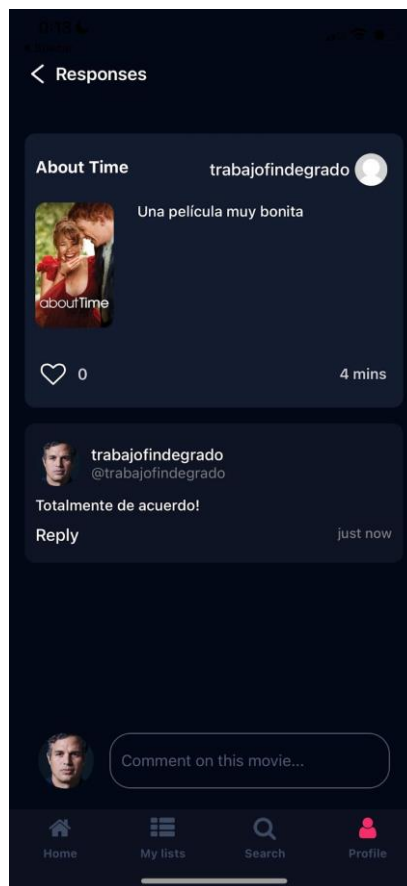 Responses
About Time
trabajofindegrado
Una película muy bonita
aboutTime
0
4 mins
trabajofindegrado
@trabajofindegrado
Totalmente de acuerdo!
Reply
just now
Comment on this movie...
Home
My lists
Search
Profile